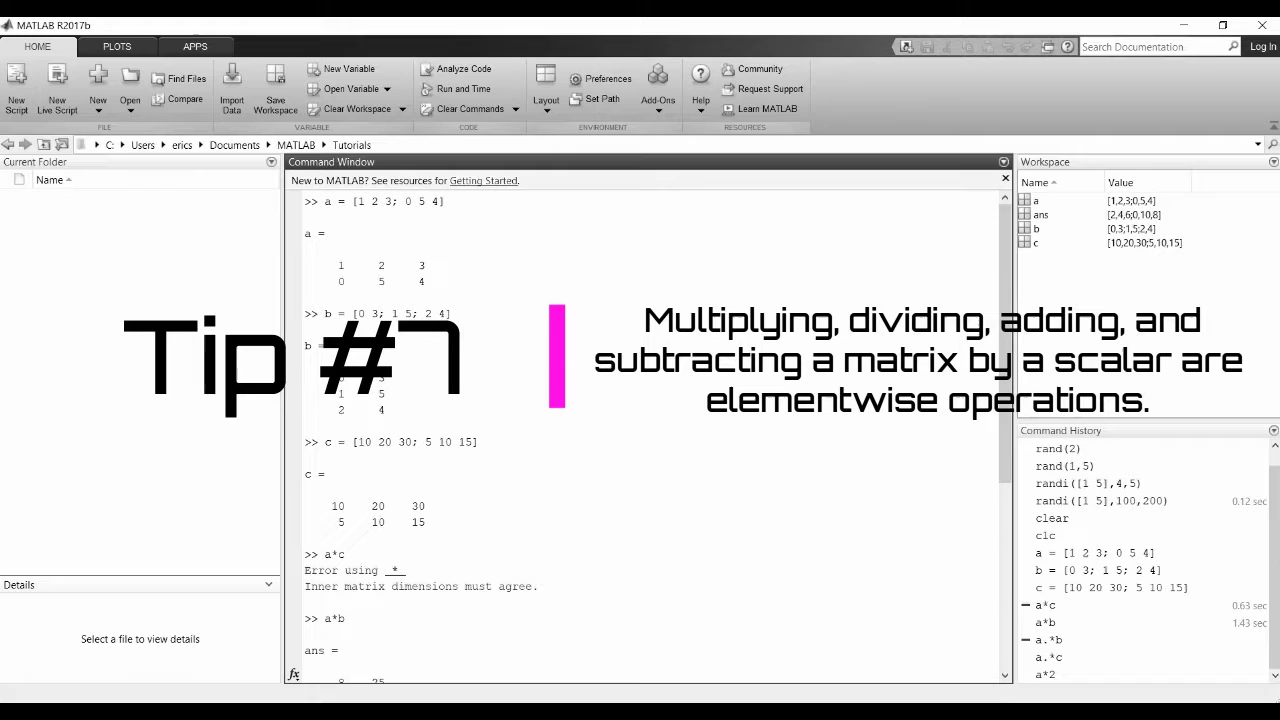 MATLAB R2017b
HOME PLOTS APPS
Search Documentation Log In
New Script
New Live Script
New
Open
Find Files
Compare
Import Data
Save Workspace
New Variable
Open Variable
Clear Workspace
Analyze Code
Run and Time
Clear Commands
Layout
Preferences
Set Path
Add-Ons
Help
Community
Request Support
Learn MATLAB
FILE VARIABLE CODE ENVIRONMENT RESOURCES
C: Users erics Documents MATLAB Tutorials
Current Folder
Name
Details
Select a file to view details
Command Window
New to MATLAB? See resources for Getting Started.
>> a = [1 2 3; 0 5 4]
a =
1 2 3
0 5 4
>> b = [0 3; 1 5; 2 4]
b =
3
1 5
2 4
>> c = [10 20 30; 5 10 15]
c =
10 20 30
5 10 15
>> a*c
Error using *
Inner matrix dimensions must agree.
>> a*b
ans =
8 25
fx
Tip #7
Multiplying, dividing, adding, and
subtracting a matrix by a scalar are
elementwise operations.
Workspace
Name Value
a [1,2,3;0,5,4]
ans [2,4,6;0,10,8]
b [0,3;1,5;2,4]
c [10,20,30;5,10,15]
Command History
rand(2)
rand(1,5)
randi([1 5],4,5)
randi([1 5],100,200) 0.12 sec
clear
clc
a = [1 2 3; 0 5 4]
b = [0 3; 1 5; 2 4]
c = [10 20 30; 5 10 15]
a*c 0.63 sec
a*b 1.43 sec
a.*b
a.*c
a*2